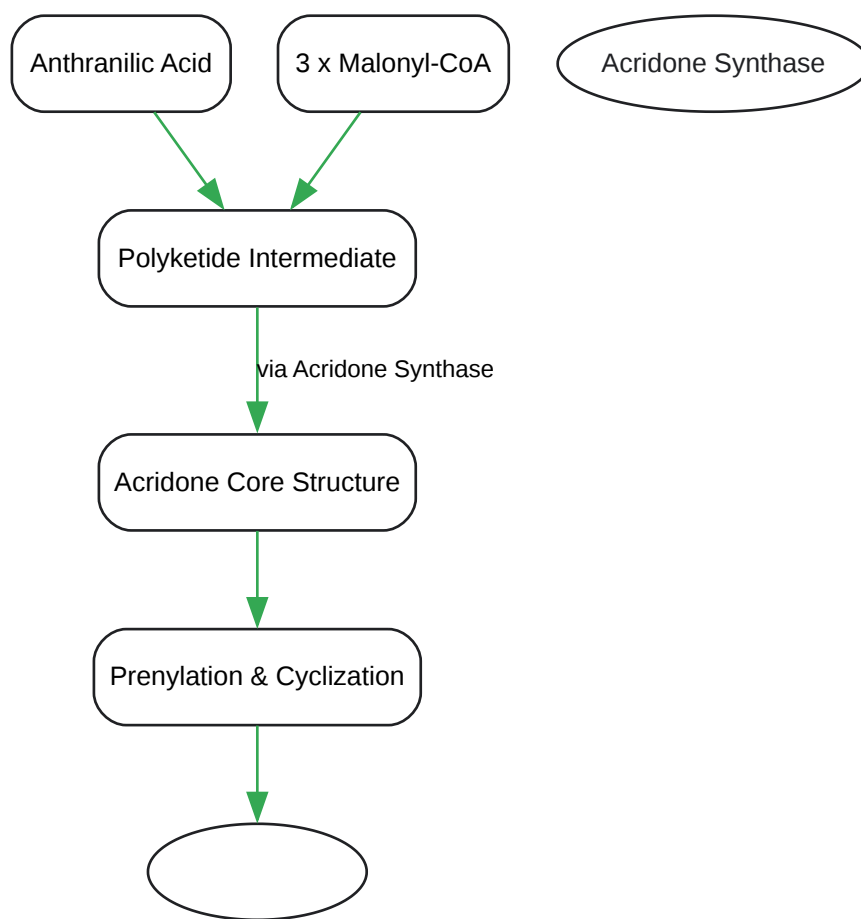 Anthranilic Acid
3 x Malonyl-CoA
Acridone Synthase
Polyketide Intermediate
via Acridone Synthase
Acridone Core Structure
Prenylation & Cyclization